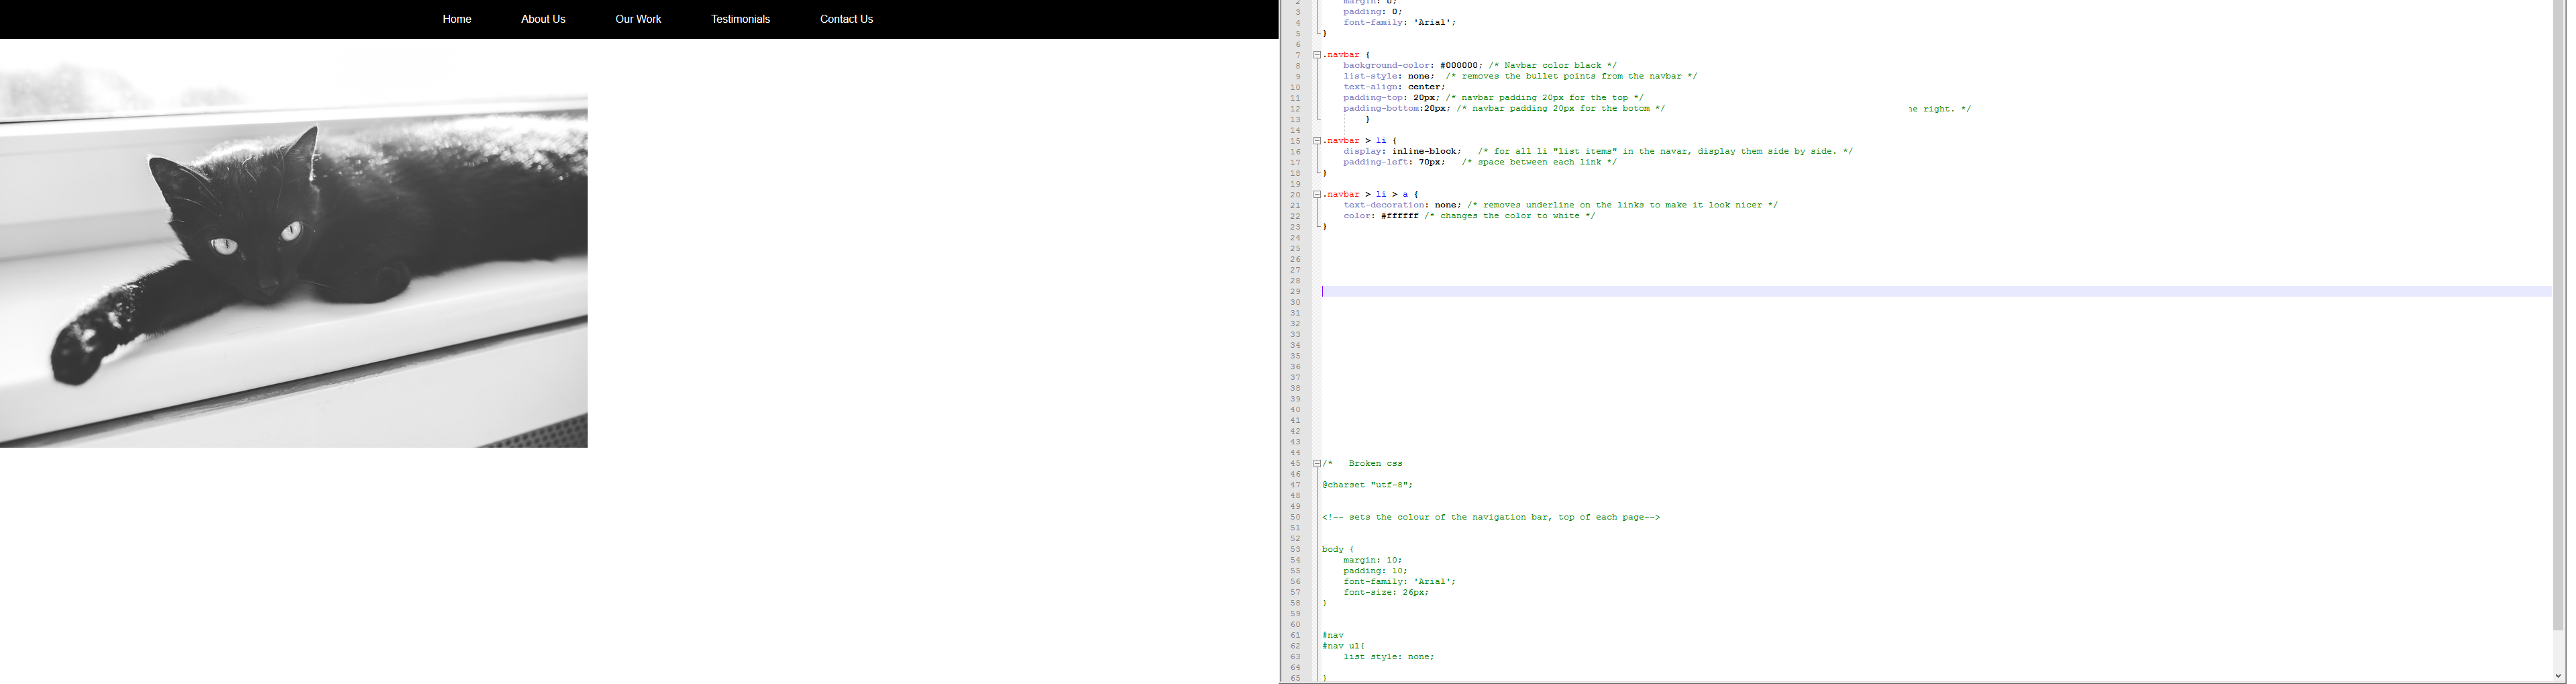 Home About Us Our Work Testimonials Contact Us
2 margin: 0;
3 padding: 0;
4 font-family: 'Arial';
5 }
6
7 .navbar {
8 background-color: #000000; /* Navbar color black */
9 list-style: none; /* removes the bullet points from the navbar */
10 text-align: center;
11 padding-top: 20px; /* navbar padding 20px for the top */
12 padding-bottom:20px; /* navbar padding 20px for the botom */ he right. */
13 }
14
15 .navbar > li {
16 display: inline-block; /* for all li "list items" in the navar, display them side by side. */
17 padding-left: 70px; /* space between each link */
18 }
19
20 .navbar > li > a {
21 text-decoration: none; /* removes underline on the links to make it look nicer */
22 color: #ffffff /* changes the color to white */
23 }
24
25
26
27
28
29
30
31
32
33
34
35
36
37
38
39
40
41
42
43
44
45 /* Broken css
46
47 @charset "utf-8";
48
49
50 <!-- sets the colour of the navigation bar, top of each page-->
51
52
53 body {
54 margin: 10;
55 padding: 10;
56 font-family: 'Arial';
57 font-size: 26px;
58 }
59
60
61 #nav
62 #nav ul{
63 list style: none;
64
65 }